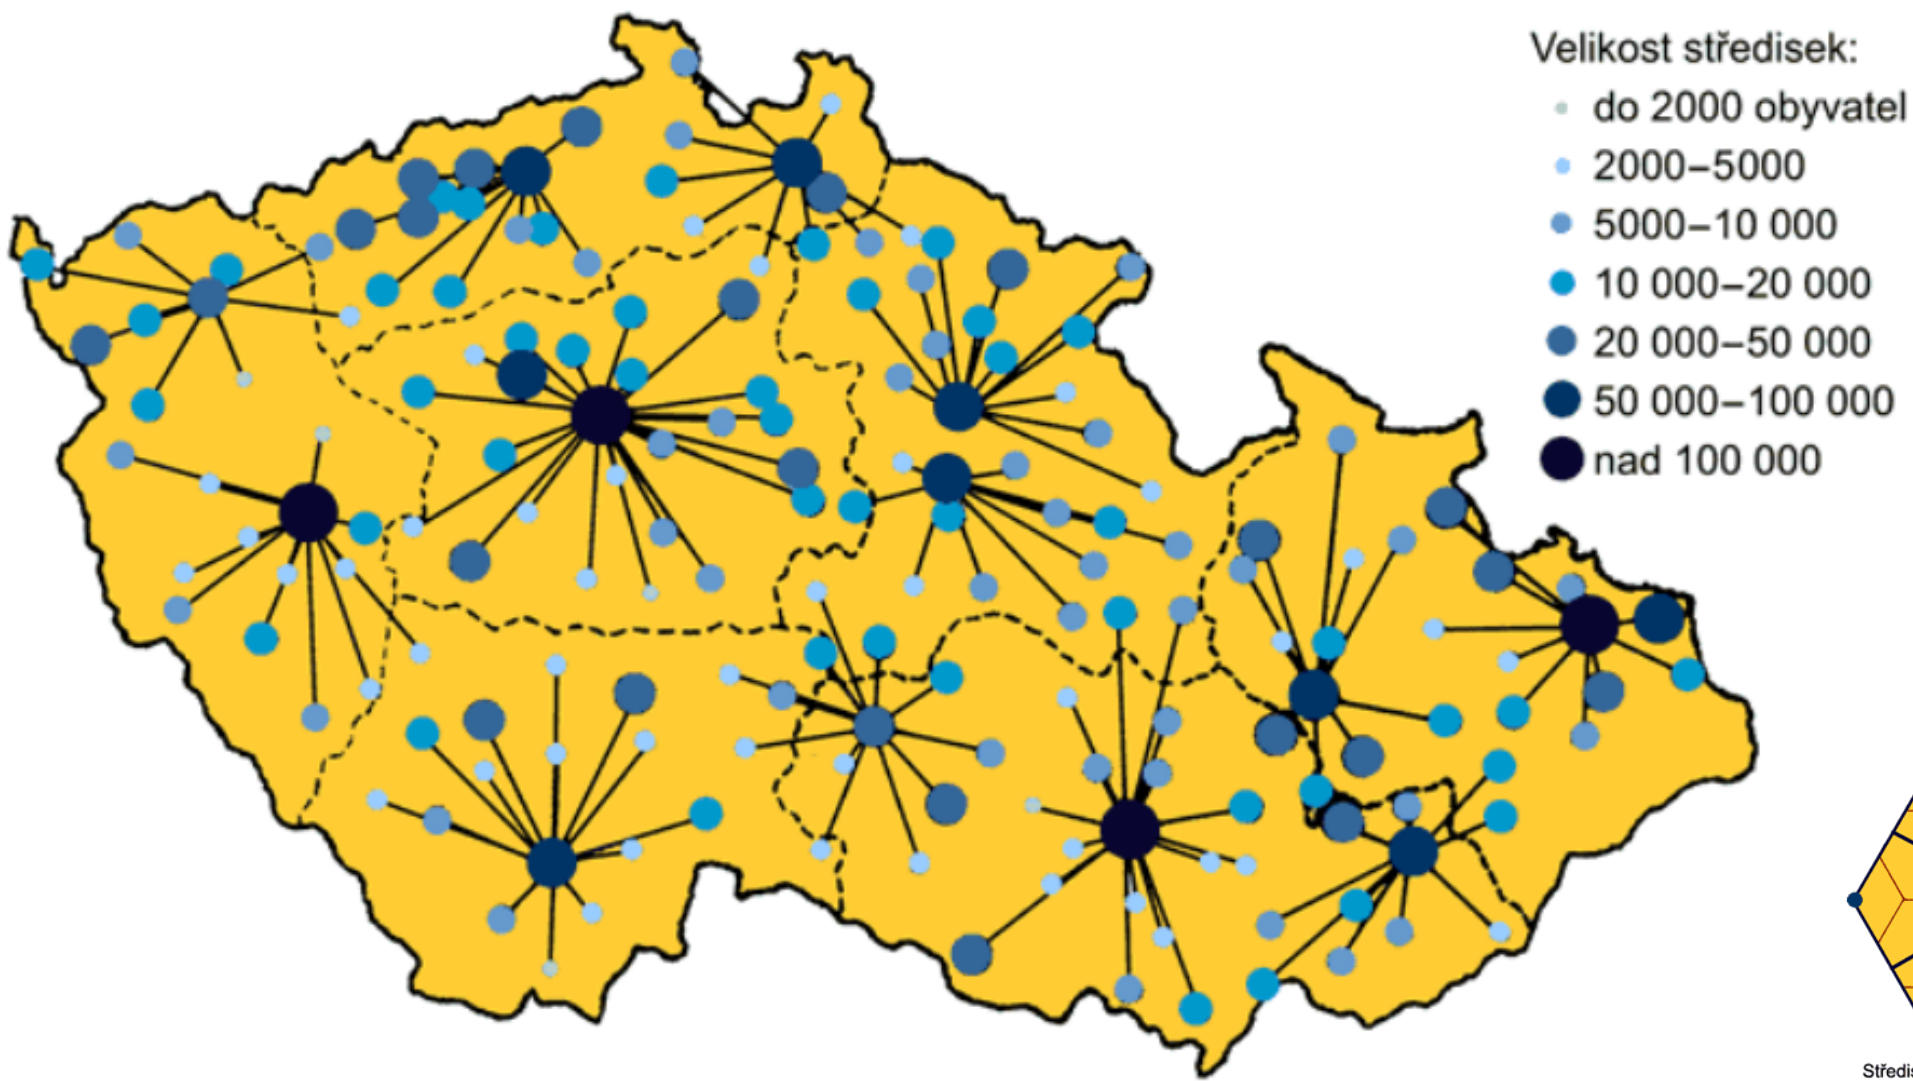 Velikost středisek:
do 2000 obyvatel
2000–5000
5000–10 000
10 000–20 000
20 000–50 000
50 000–100 000
nad 100 000